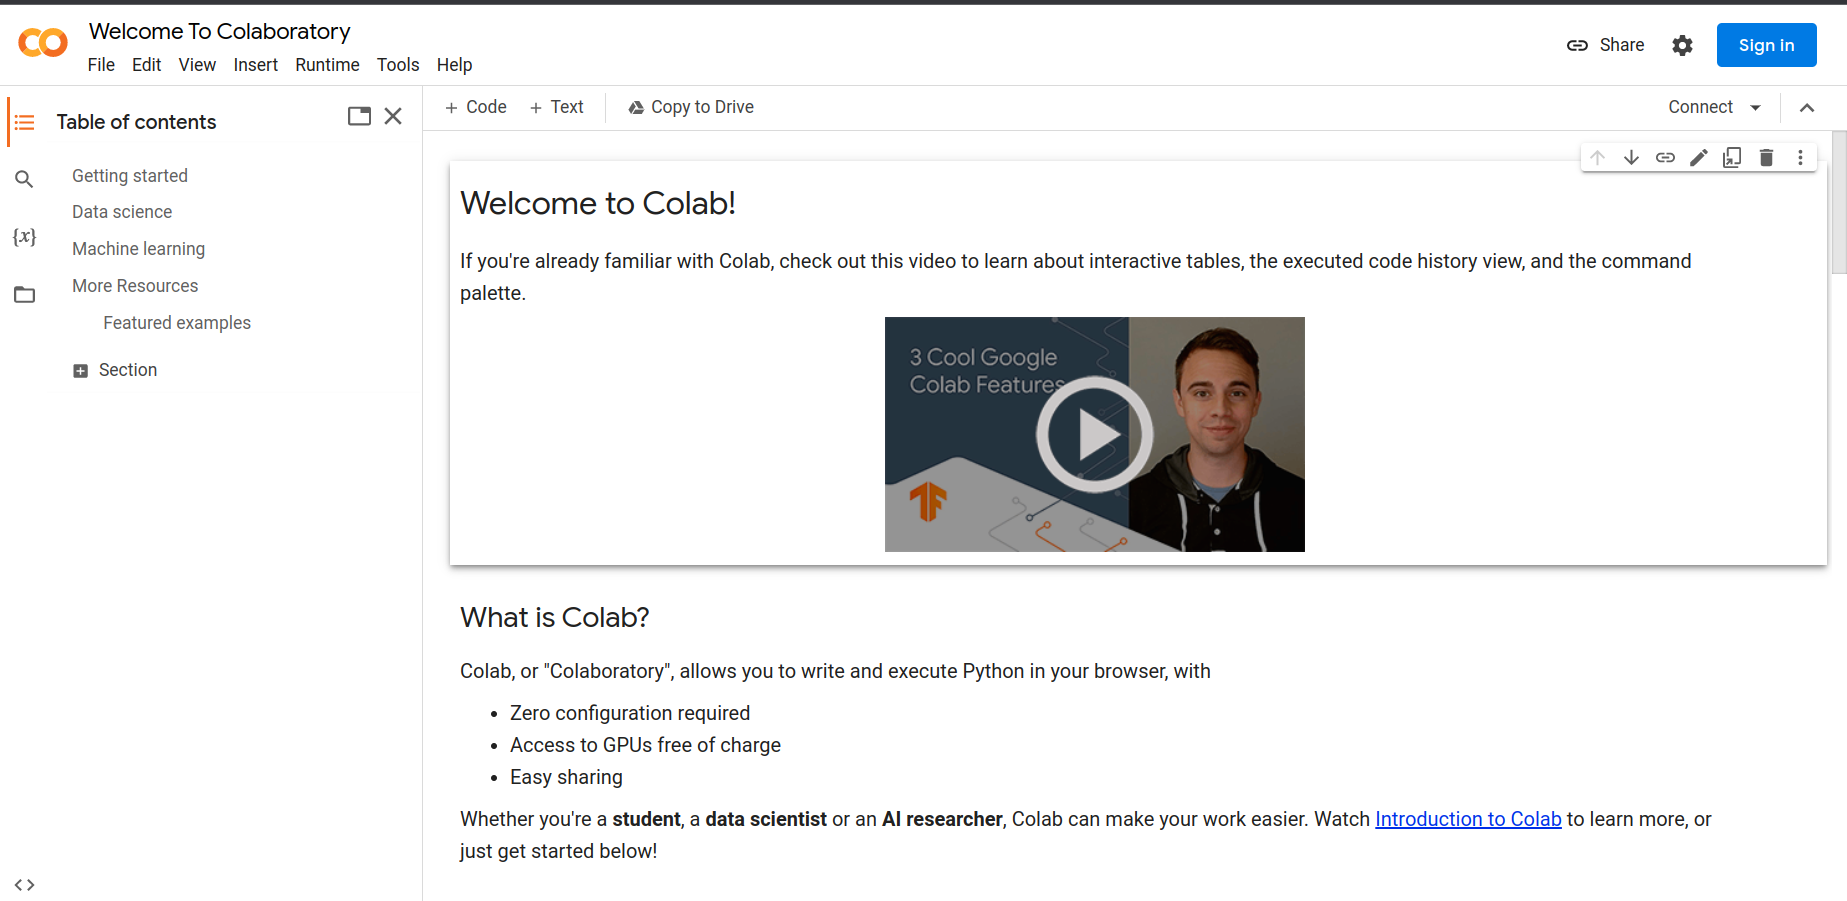 Welcome To Colaboratory
File Edit View Insert Runtime Tools Help
Share
Sign in
Table of contents
Getting started
Data science
Machine learning
More Resources
Featured examples
Section
+ Code + Text Copy to Drive
Connect
Welcome to Colab!
If you're already familiar with Colab, check out this video to learn about interactive tables, the executed code history view, and the command
palette.
3 Cool Google
Colab Features
What is Colab?
Colab, or "Colaboratory", allows you to write and execute Python in your browser, with
• Zero configuration required
• Access to GPUs free of charge
• Easy sharing
Whether you're a student, a data scientist or an AI researcher, Colab can make your work easier. Watch Introduction to Colab to learn more, or
just get started below!